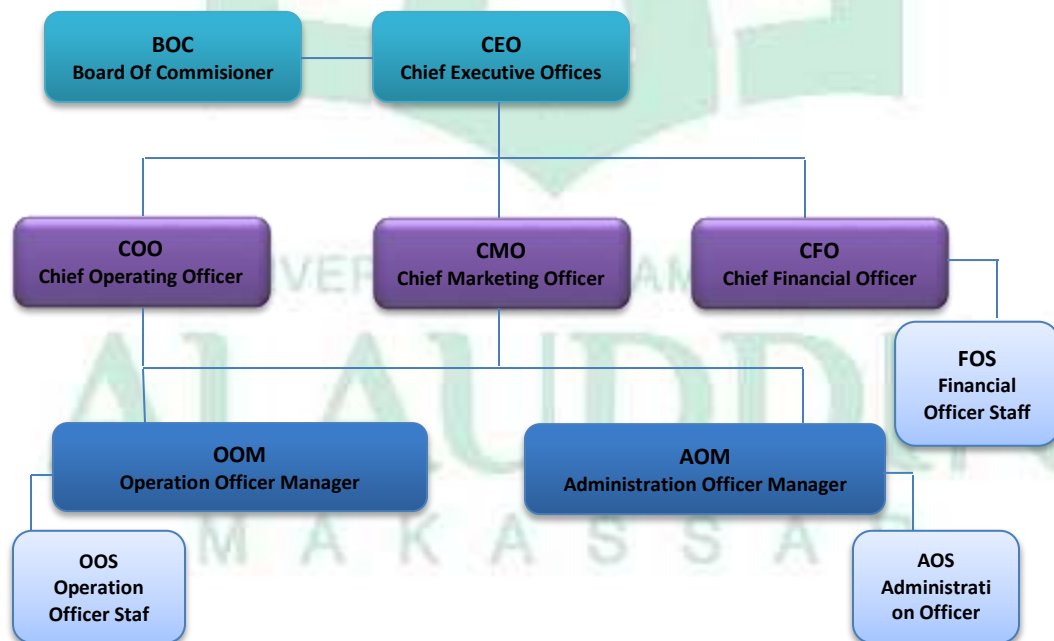 BOC
Board Of Commisioner
CEO
Chief Executive Offices
COO
Chief Operating Officer
CMO
Chief Marketing Officer
CFO
Chief Financial Officer
FOS
Financial
Officer Staff
OOM
Operation Officer Manager
AOM
Administration Officer Manager
OOS
Operation
Officer Staf
AOS
Administrati
on Officer
ALAUDDIN
MAKASSAR